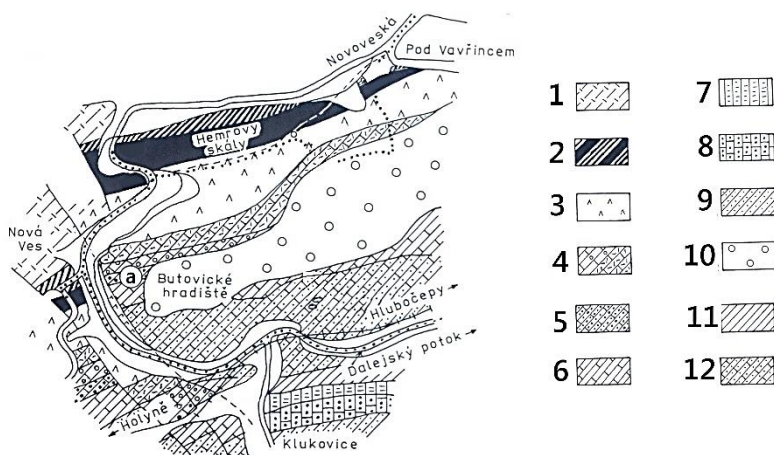 Novoveská
Pod Vavřincem
Hemrovy
skály
Nová
Ves
a
Butovické
hradiště
Hlubočepy
Dalejský potok
Holyně
Klukovice
1
2
3
4
5
6
7
8
9
10
11
12